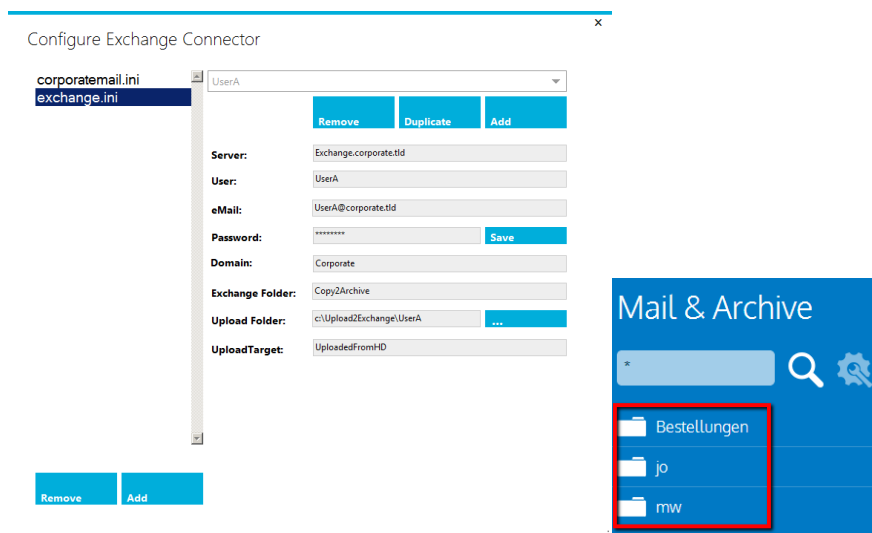 ×
Configure Exchange Connector
corporatemail.ini
exchange.ini
UserA
Remove
Duplicate
Add
Server:
Exchange.corporate.tld
User:
UserA
eMail:
UserA@corporate.tld
Password:
********
Save
Domain:
Corporate
Exchange Folder:
Copy2Archive
Upload Folder:
c:\Upload2Exchange\UserA
...
UploadTarget:
UploadedFromHD
Remove
Add
Mail & Archive
*
Bestellungen
jo
mw